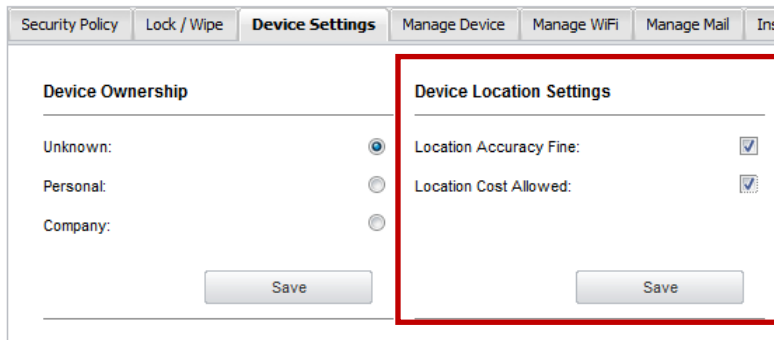 Security Policy Lock / Wipe Device Settings Manage Device Manage WiFi Manage Mail
Device Ownership
Unknown:
Personal:
Company:
Save
Device Location Settings
Location Accuracy Fine:
Location Cost Allowed:
Save